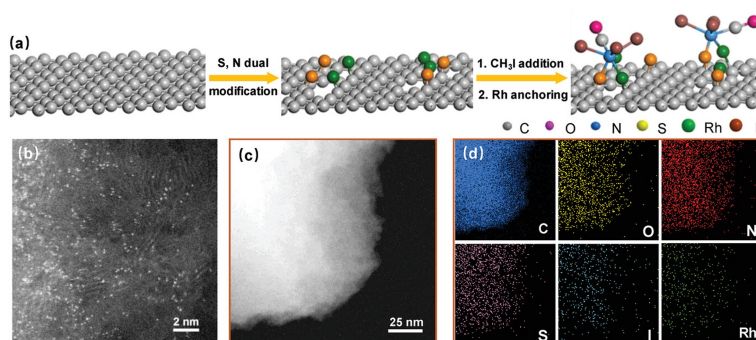 (a)
S, N dual
modification
1. CH₃I addition
2. Rh anchoring
C O N S Rh
(b)
2 nm
(c)
25 nm
(d)
C
O
N
S
I
Rh